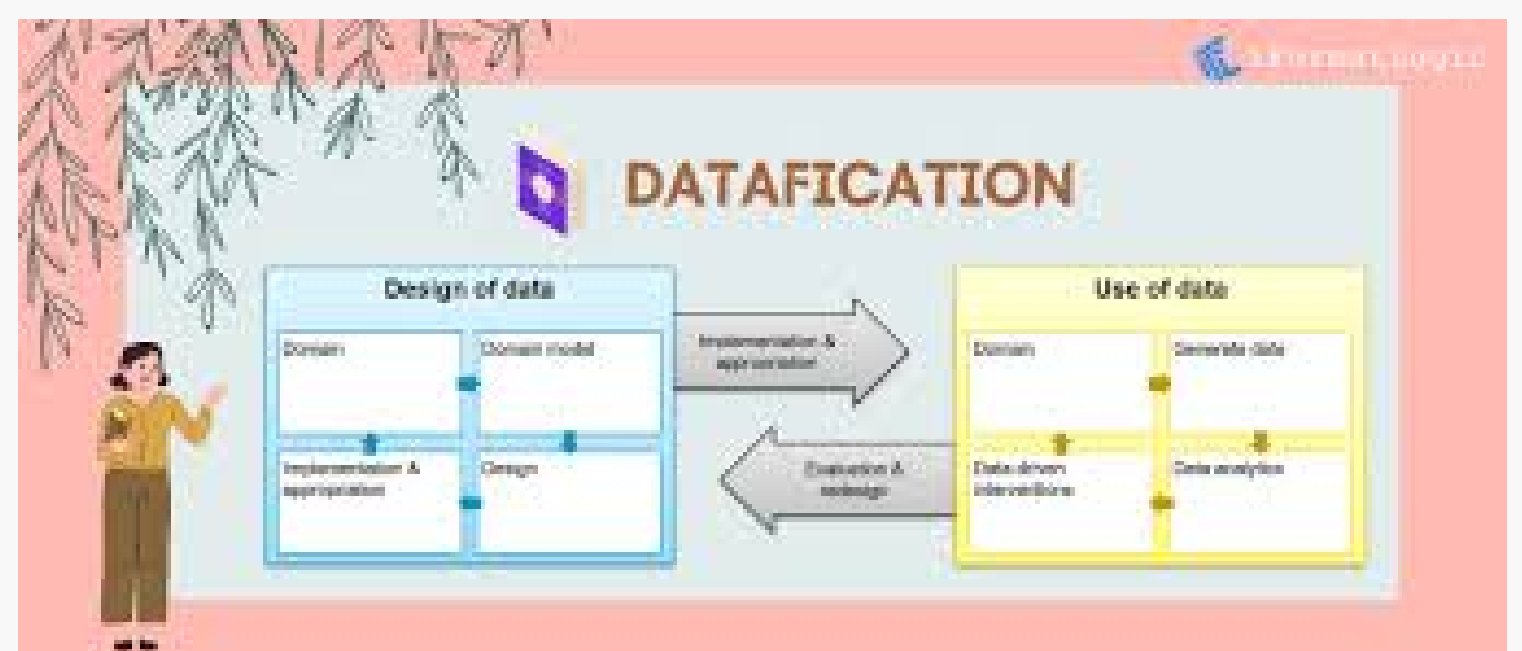 DATAFICATION
Design of data
Domain
Domain model
Implementation &
appropriation
Design
Implementation &
appropriation
Evaluation &
redesign
Use of data
Domain
Generate data
Data driven
interventions
Data analytics